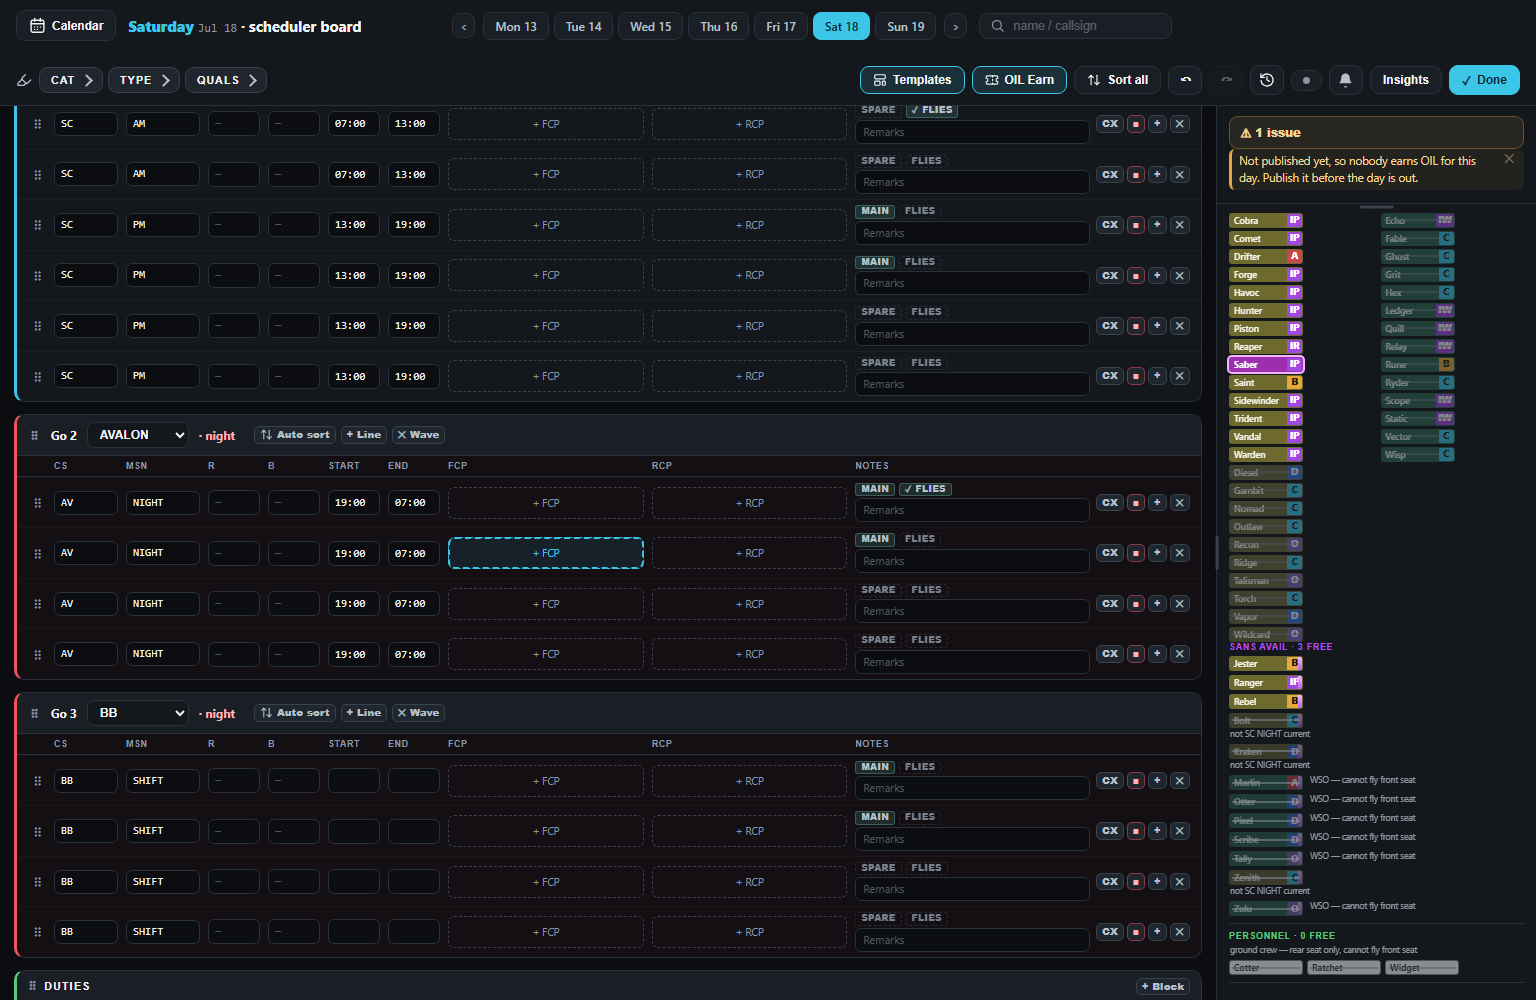 Calendar
Saturday Jul 18 · scheduler board
‹ Mon 13 Tue 14 Wed 15 Thu 16 Fri 17 Sat 18 Sun 19 ›
name / callsign
CAT TYPE QUALS
Templates OIL Earn Sort all Insights ✓ Done
SC AM – – 07:00 13:00 + FCP + RCP SPARE ✓ FLIES Remarks CX
SC AM – – 07:00 13:00 + FCP + RCP SPARE FLIES Remarks CX
SC PM – – 13:00 19:00 + FCP + RCP MAIN FLIES Remarks CX
SC PM – – 13:00 19:00 + FCP + RCP MAIN FLIES Remarks CX
SC PM – – 13:00 19:00 + FCP + RCP SPARE FLIES Remarks CX
SC PM – – 13:00 19:00 + FCP + RCP SPARE FLIES Remarks CX
Go 2 AVALON · night Auto sort + Line ✕ Wave
CS MSN R B START END FCP RCP NOTES
AV NIGHT – – 19:00 07:00 + FCP + RCP MAIN ✓ FLIES Remarks CX
AV NIGHT – – 19:00 07:00 + FCP + RCP MAIN FLIES Remarks CX
AV NIGHT – – 19:00 07:00 + FCP + RCP SPARE FLIES Remarks CX
AV NIGHT – – 19:00 07:00 + FCP + RCP SPARE FLIES Remarks CX
Go 3 BB · night Auto sort + Line ✕ Wave
CS MSN R B START END FCP RCP NOTES
BB SHIFT – – + FCP + RCP MAIN FLIES Remarks CX
BB SHIFT – – + FCP + RCP MAIN FLIES Remarks CX
BB SHIFT – – + FCP + RCP SPARE FLIES Remarks CX
BB SHIFT – – + FCP + RCP SPARE FLIES Remarks CX
DUTIES + Block
⚠ 1 issue
Not published yet, so nobody earns OIL for this
day. Publish it before the day is out.
Cobra IP
Comet IP
Drifter A
Forge IP
Havoc IP
Hunter IP
Piston IP
Reaper IR
Saber IP
Saint B
Sidewinder IP
Trident IP
Vandal IP
Warden IP
Diesel D
Gambit C
Nomad C
Outlaw C
Recon O
Ridge C
Talisman O
Torch C
Vapor D
Wildcard O
Echo IW
Fable C
Ghost C
Grit C
Hex C
Ledger IW
Quill IW
Relay IW
Rune B
Ryder C
Scope IW
Static IW
Vector C
Wisp C
SANS AVAIL · 3 FREE
Jester B
Ranger IP
Rebel B
Bolt C
not SC NIGHT current
Kraken D
not SC NIGHT current
Marlin A WSO — cannot fly front seat
Otter D WSO — cannot fly front seat
Pixel D WSO — cannot fly front seat
Scribe D WSO — cannot fly front seat
Tally O WSO — cannot fly front seat
Zenith C
not SC NIGHT current
Zulu O WSO — cannot fly front seat
PERSONNEL · 0 FREE
ground crew — rear seat only, cannot fly front seat
Cotter Ratchet Widget